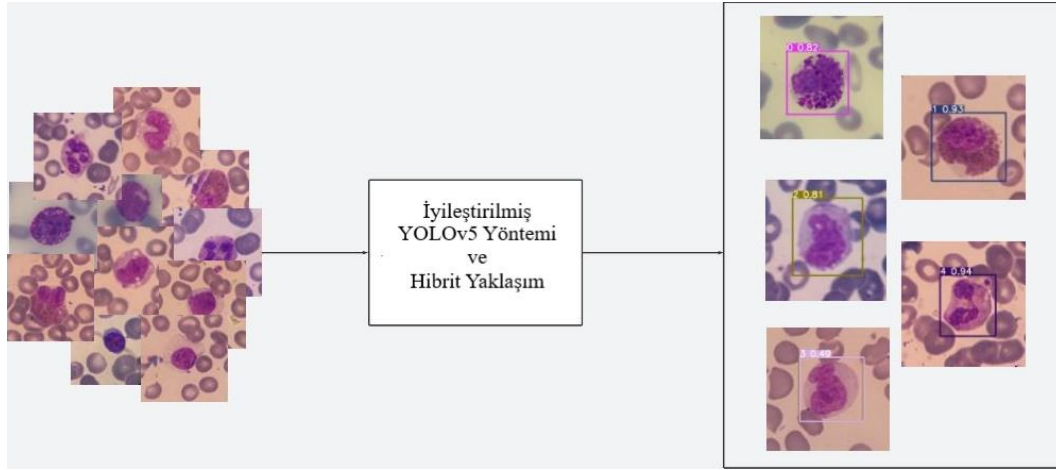 İyileştirilmiş
YOLOv5 Yöntemi
ve
Hibrit Yaklaşım
0 0.82
1 0.93
2 0.81
4 0.94
3 0.49